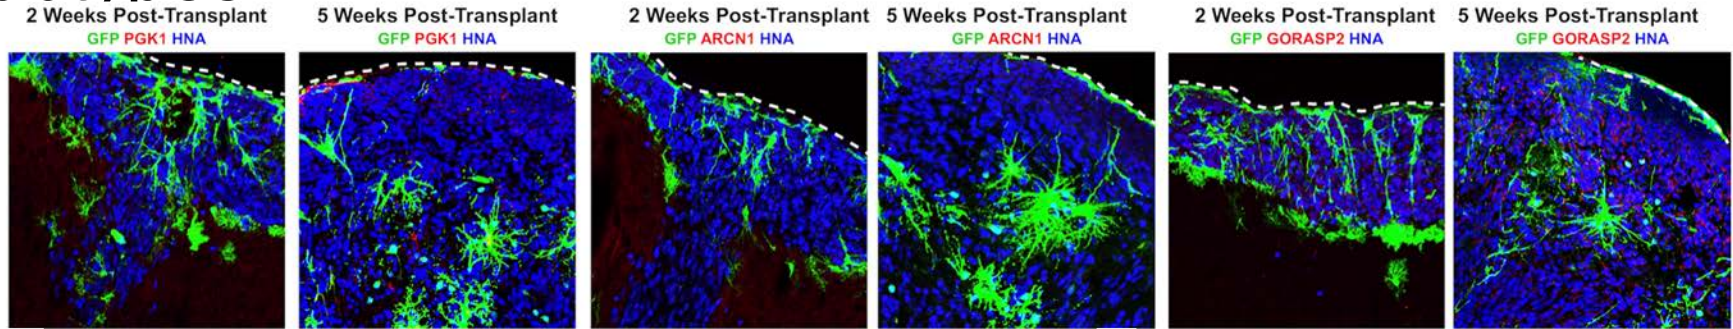 2 Weeks Post-Transplant
GFP PGK1 HNA
5 Weeks Post-Transplant
GFP PGK1 HNA
2 Weeks Post-Transplant
GFP ARCN1 HNA
5 Weeks Post-Transplant
GFP ARCN1 HNA
2 Weeks Post-Transplant
GFP GORASP2 HNA
5 Weeks Post-Transplant
GFP GORASP2 HNA